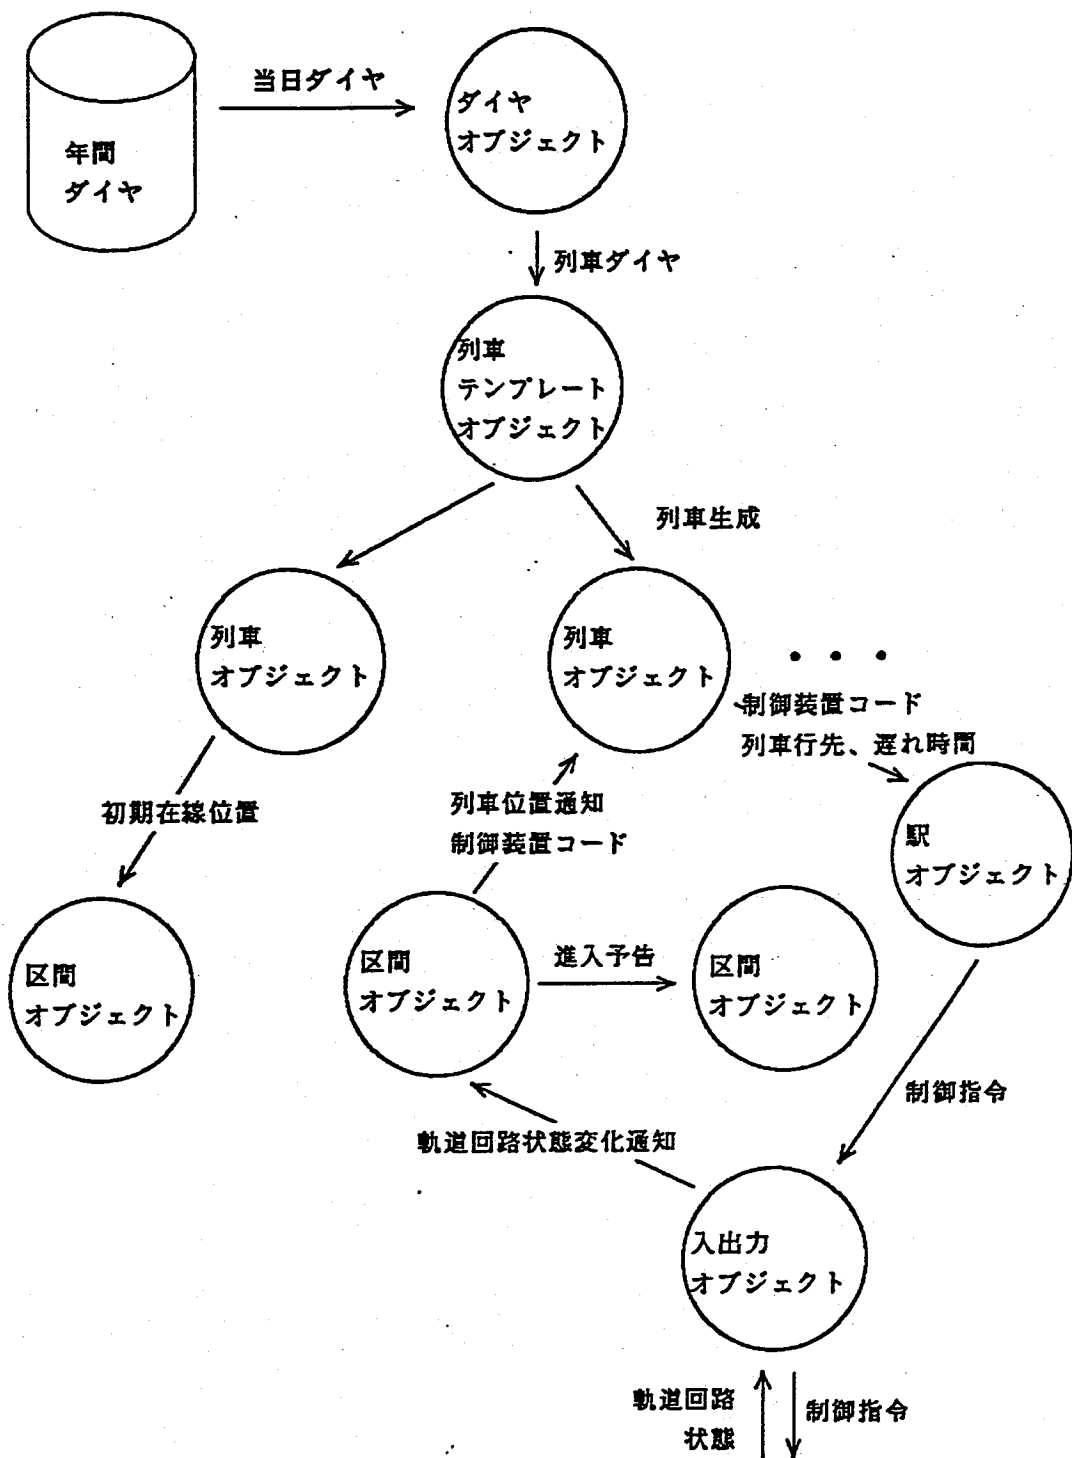 当日ダイヤ
年間
ダイヤ
ダイヤ
オブジェクト
列車ダイヤ
列車
テンプレート
オブジェクト
列車生成
列車
オブジェクト
列車
オブジェクト
・・・
制御装置コード
列車行先、遅れ時間
初期在線位置
列車位置通知
制御装置コード
駅
オブジェクト
区間
オブジェクト
区間
オブジェクト
進入予告
区間
オブジェクト
制御指令
軌道回路状態変化通知
入出力
オブジェクト
軌道回路
状態
制御指令